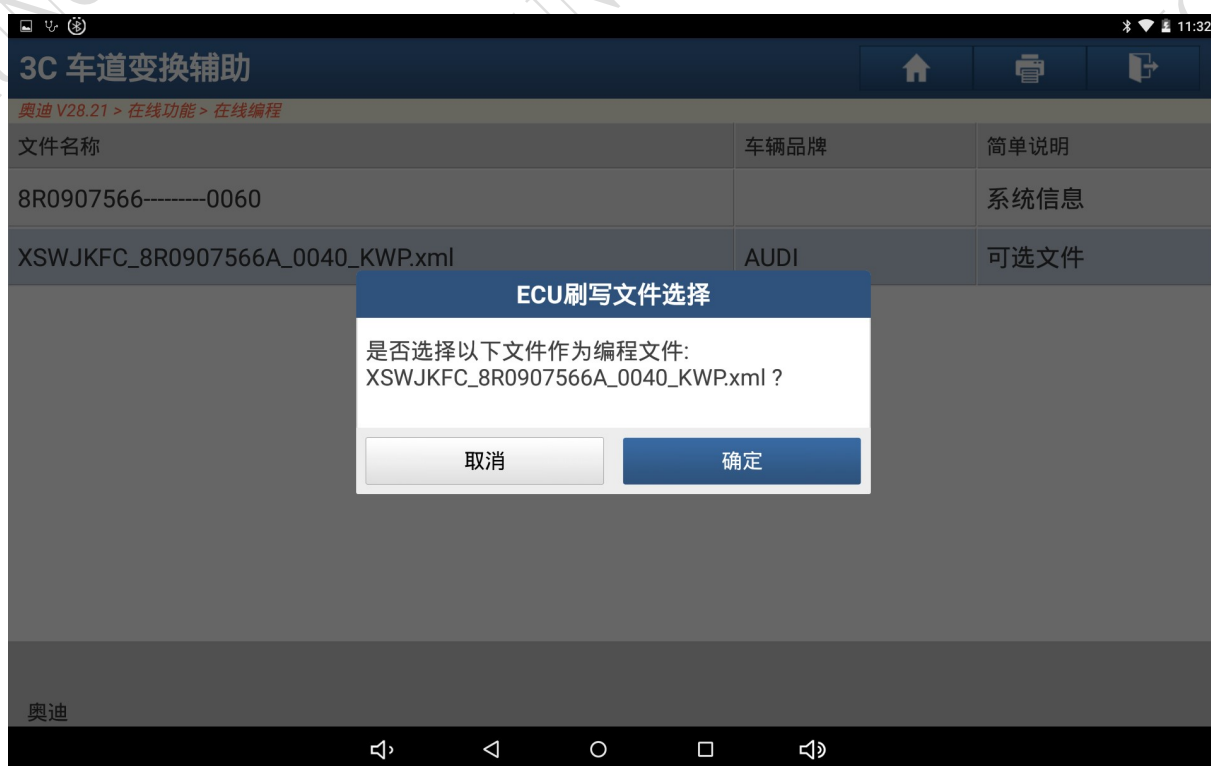 11:32
3C 车道变换辅助
奥迪 V28.21 > 在线功能 > 在线编程
文件名称 车辆品牌 简单说明
8R0907566---------0060 系统信息
XSWJKFC_8R0907566A_0040_KWP.xml AUDI 可选文件
ECU刷写文件选择
是否选择以下文件作为编程文件:
XSWJKFC_8R0907566A_0040_KWP.xml ?
取消 确定
奥迪